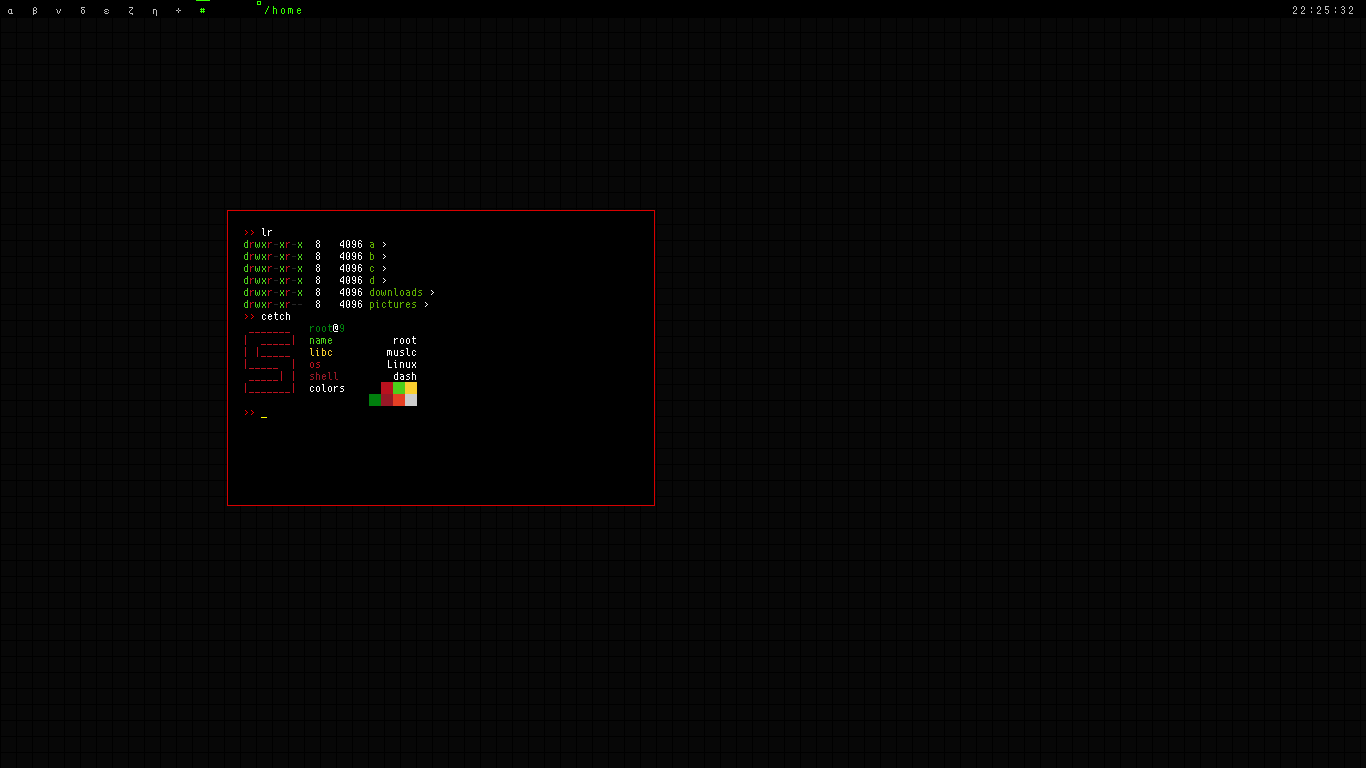 α β ν δ ε ζ η ÷ # ~/home 22:25:32
>> lr
drwxr-xr-x 8 4096 a >
drwxr-xr-x 8 4096 b >
drwxr-xr-x 8 4096 c >
drwxr-xr-x 8 4096 d >
drwxr-xr-x 8 4096 downloads >
drwxr-xr-- 8 4096 pictures >
>> cetch
root@9
name root
libc muslc
os Linux
shell dash
colors
>> _